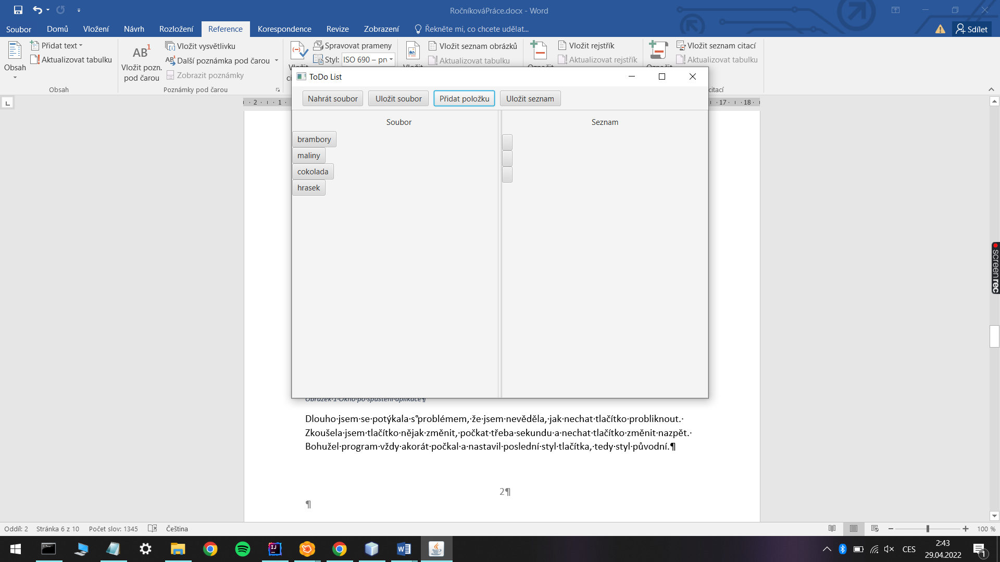 RočníkováPráce.docx - Word
Soubor Domů Vložení Návrh Rozložení Reference Korespondence Revize Zobrazení Řekněte mi, co chcete udělat... Sdílet
Obsah
Přidat text
Aktualizovat tabulku
Obsah
AB1
Vložit pozn.
pod čarou
Vložit vysvětlivku
Další poznámka pod čarou
Zobrazit poznámky
Poznámky pod čarou
Spravovat prameny
Styl: ISO 690 – prv
Vložit seznam obrázků
Aktualizovat tabulku
Vložit rejstřík
Aktualizovat rejstřík
Vložit seznam citací
Aktualizovat tabulku
citací
2 1 17 18
ToDo List
Nahrát soubor Uložit soubor Přidat položku Uložit seznam
Soubor
brambory
maliny
cokolada
hrasek
Seznam
Obrázek·1·Okno·po·spuštění·aplikace¶
Dlouho·jsem·se·potýkala·s°problémem,·že·jsem·nevěděla,·jak·nechat·tlačítko·probliknout.·
Zkoušela·jsem·tlačítko·nějak·změnit,·počkat·třeba·sekundu·a·nechat·tlačítko·změnit·nazpět.·
Bohužel·program·vždy·akorát·počkal·a·nastavil·poslední·styl·tlačítka,·tedy·styl·původní.¶
2¶
¶
screenrec
Oddíl: 2 Stránka 6 z 10 Počet slov: 1345 Čeština 100 %
CES
2:43
29.04.2022
1